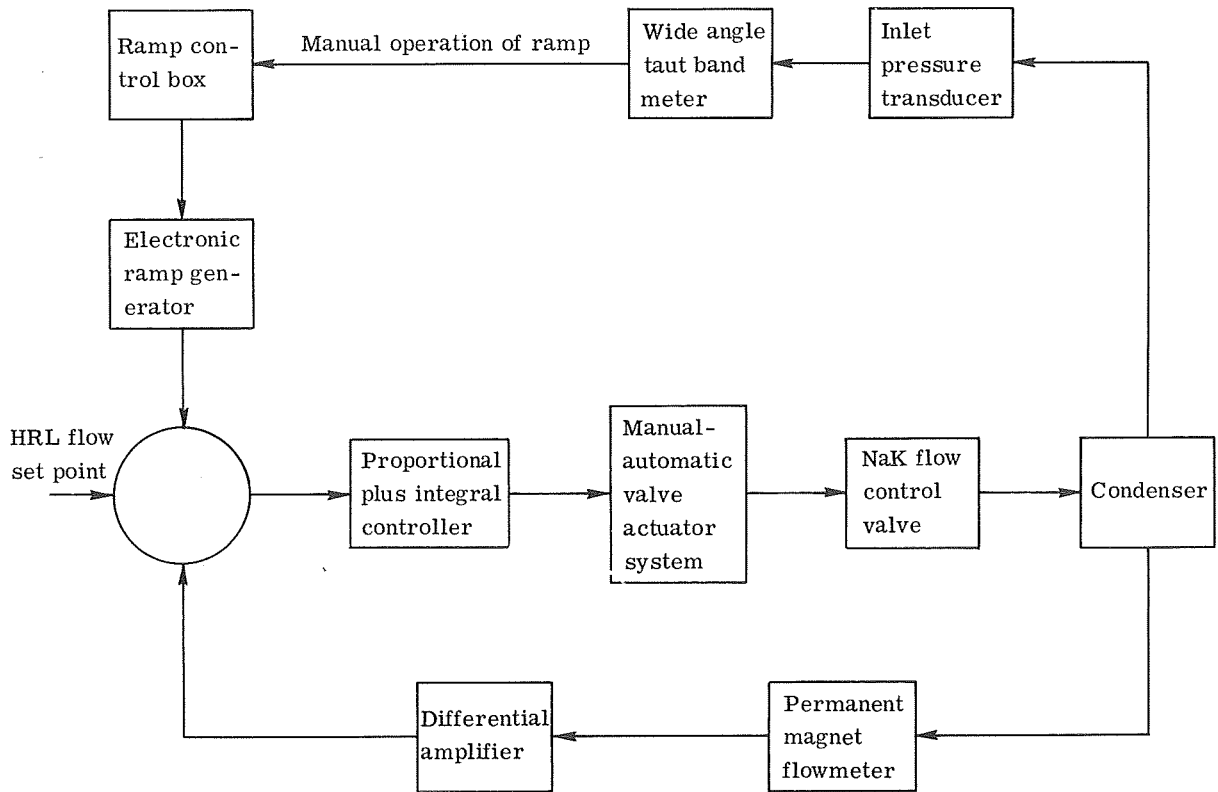 Ramp con-
trol box
Manual operation of ramp
Wide angle
taut band
meter
Inlet
pressure
transducer
Electronic
ramp gen-
erator
HRL flow
set point
Proportional
plus integral
controller
Manual-
automatic
valve
actuator
system
NaK flow
control
valve
Condenser
Differential
amplifier
Permanent
magnet
flowmeter